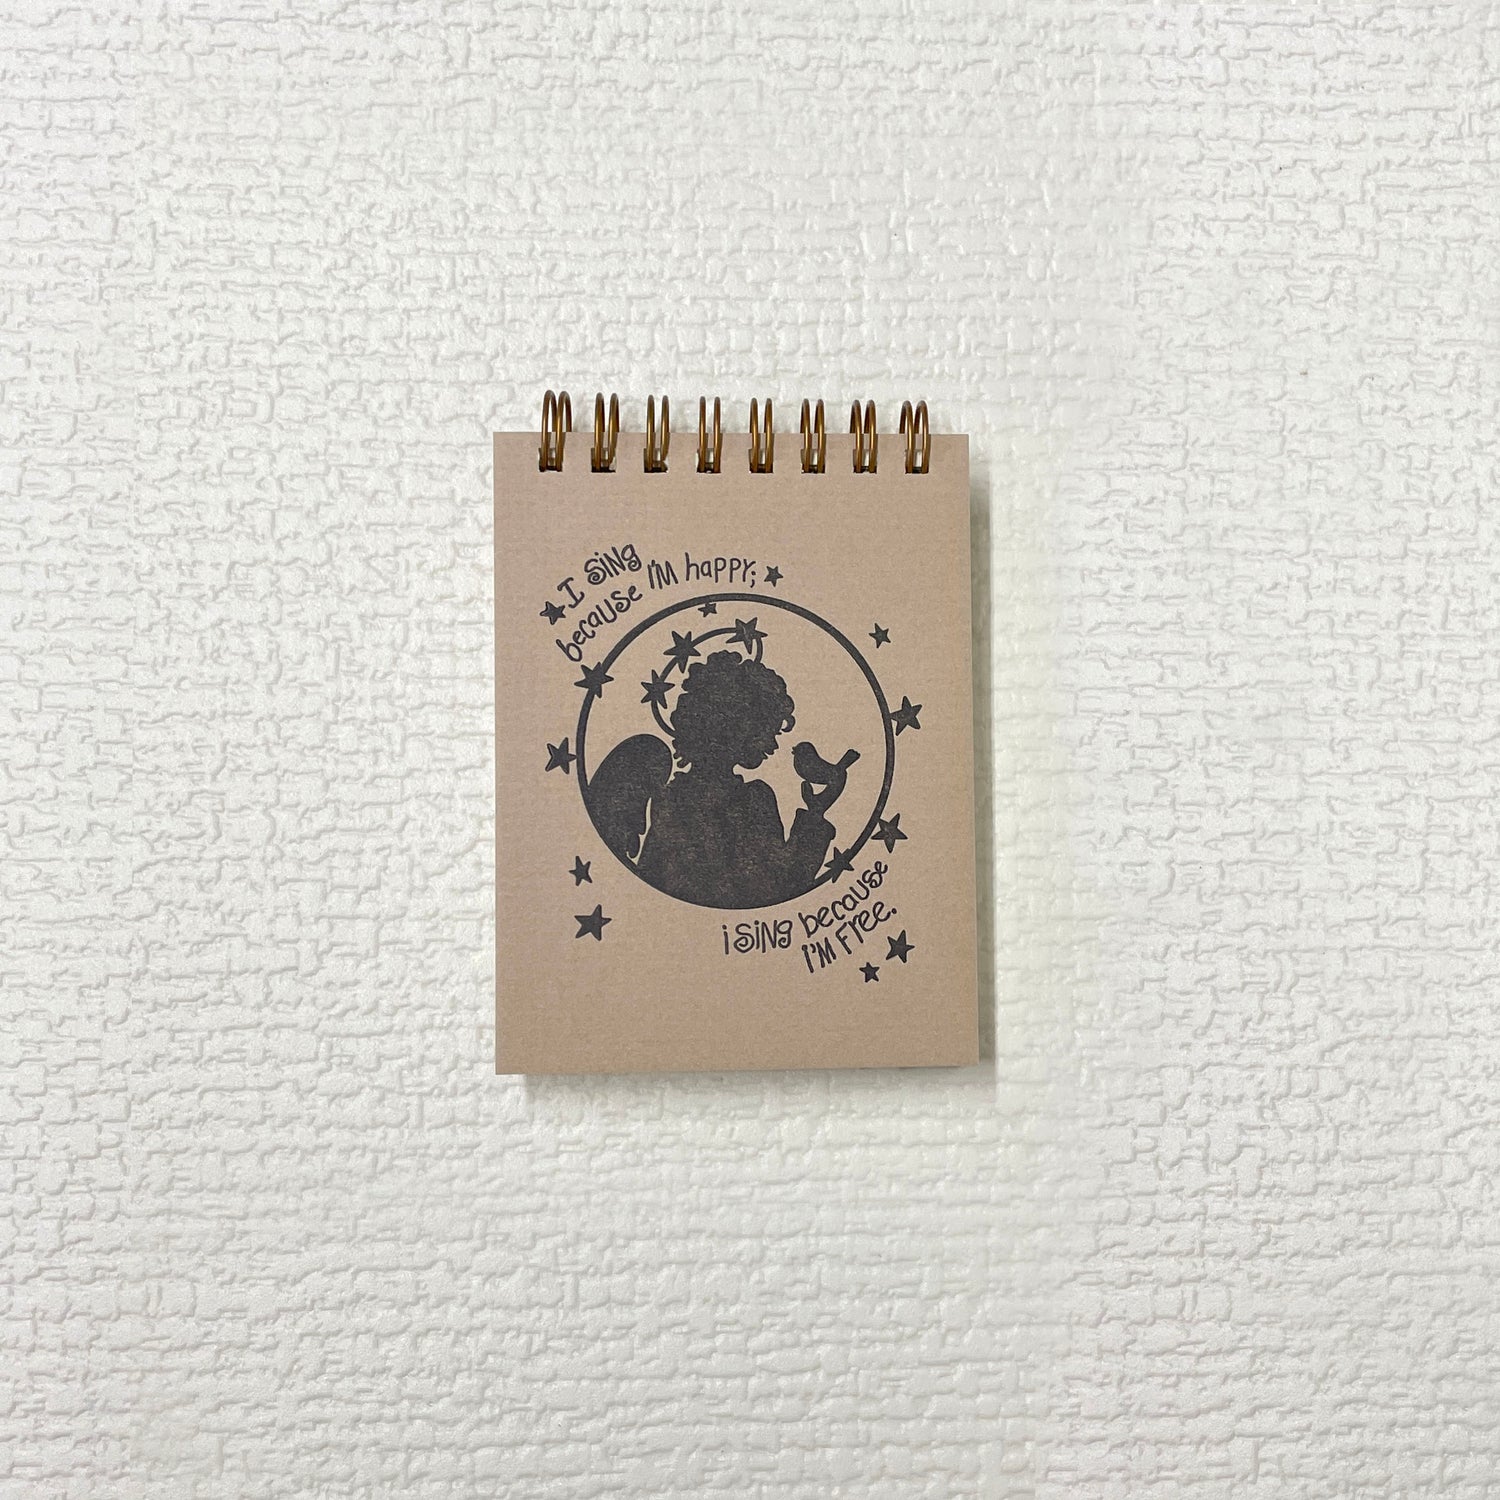 I SiNg
because I'M happy;
i SiNg because
I'M Free.